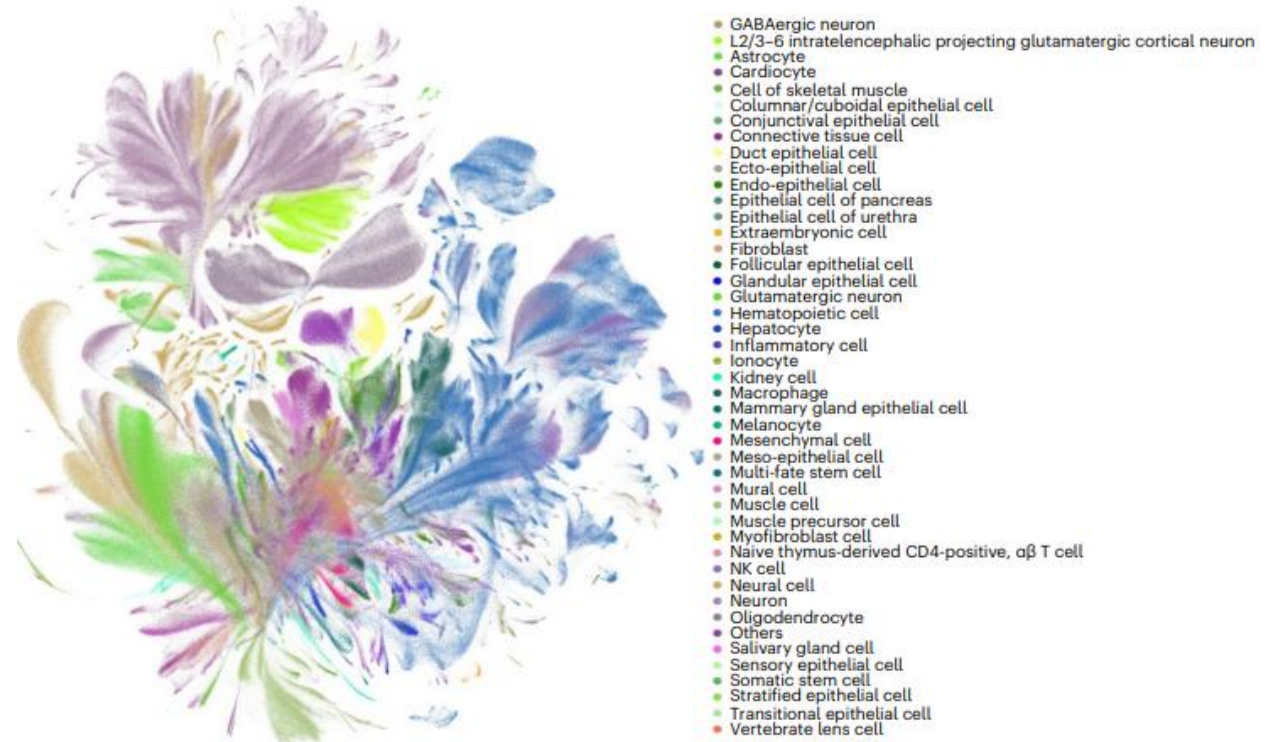 GABAergic neuron
L2/3–6 intratelencephalic projecting glutamatergic cortical neuron
Astrocyte
Cardiocyte
Cell of skeletal muscle
Columnar/cuboidal epithelial cell
Conjunctival epithelial cell
Connective tissue cell
Duct epithelial cell
Ecto-epithelial cell
Endo-epithelial cell
Epithelial cell of pancreas
Epithelial cell of urethra
Extraembryonic cell
Fibroblast
Follicular epithelial cell
Glandular epithelial cell
Glutamatergic neuron
Hematopoietic cell
Hepatocyte
Inflammatory cell
Ionocyte
Kidney cell
Macrophage
Mammary gland epithelial cell
Melanocyte
Mesenchymal cell
Meso-epithelial cell
Multi-fate stem cell
Mural cell
Muscle cell
Muscle precursor cell
Myofibroblast cell
Naive thymus-derived CD4-positive, αβ T cell
NK cell
Neural cell
Neuron
Oligodendrocyte
Others
Salivary gland cell
Sensory epithelial cell
Somatic stem cell
Stratified epithelial cell
Transitional epithelial cell
Vertebrate lens cell